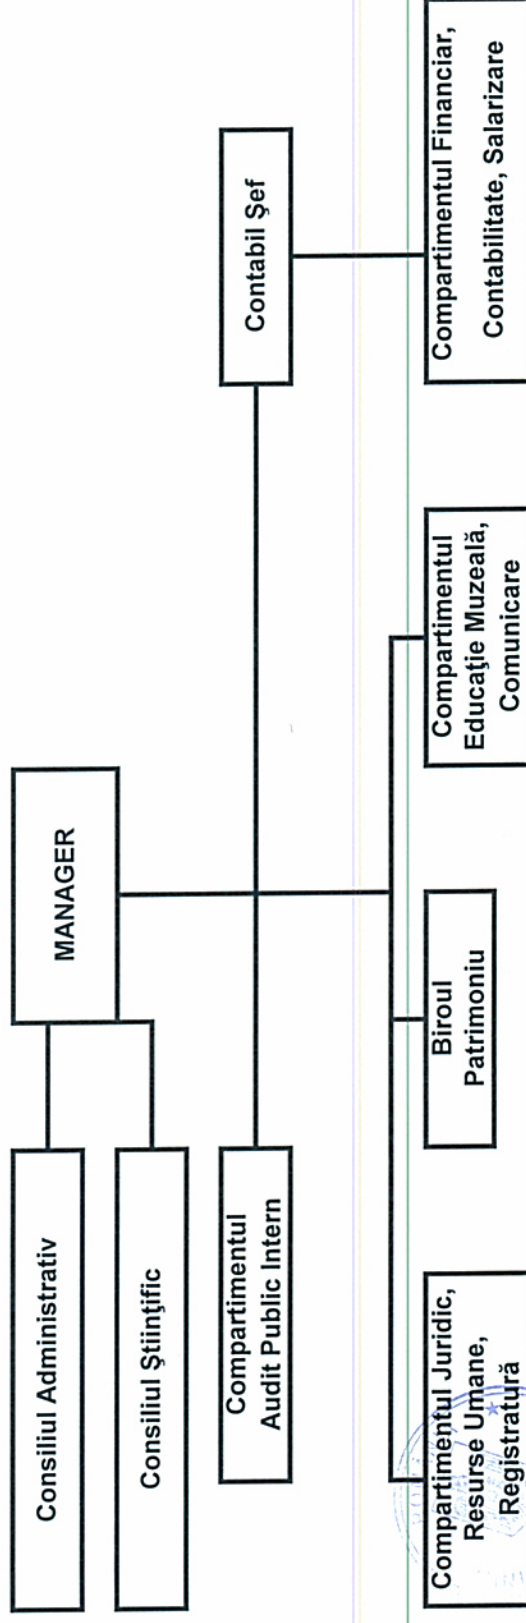 Consiliul Administrativ
MANAGER
Consiliul Ştiinţific
Compartimentul
Audit Public Intern
Contabil Şef
Compartimentul Juridic,
Resurse Umane,
Registratură
Biroul
Patrimoniu
Compartimentul
Educaţie Muzeală,
Comunicare
Compartimentul Financiar,
Contabilitate, Salarizare